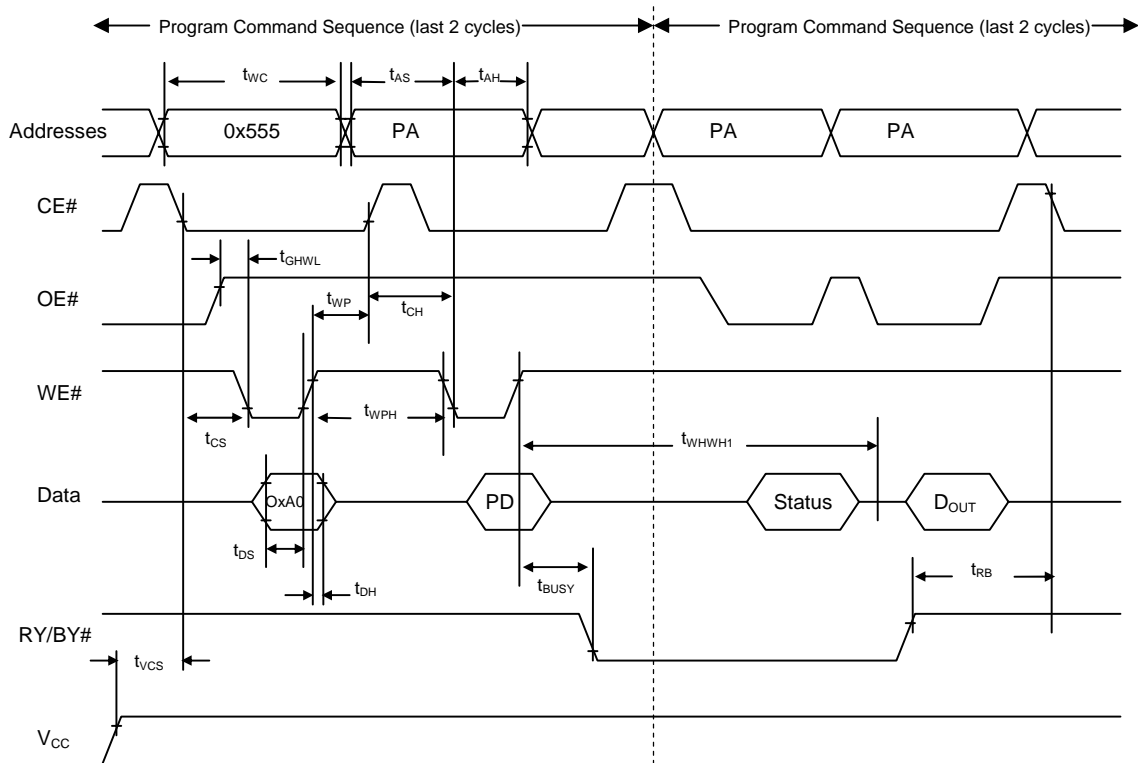 Program Command Sequence (last 2 cycles) Program Command Sequence (last 2 cycles)
tWC tAS tAH
Addresses 0x555 PA PA PA
CE#
tGHWL
OE# tWP tCH
WE#
tCS tWPH tWHWH1
Data OxA0 PD Status DOUT
tDS tDH tBUSY tRB
RY/BY#
tVCS
VCC